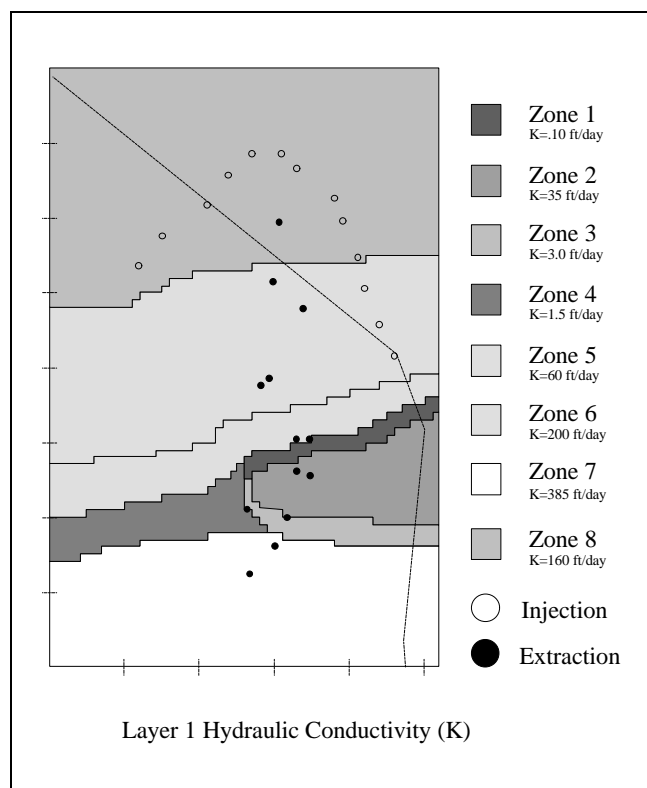 Zone 1
K=.10 ft/day
Zone 2
K=35 ft/day
Zone 3
K=3.0 ft/day
Zone 4
K=1.5 ft/day
Zone 5
K=60 ft/day
Zone 6
K=200 ft/day
Zone 7
K=385 ft/day
Zone 8
K=160 ft/day
Injection
Extraction
Layer 1 Hydraulic Conductivity (K)